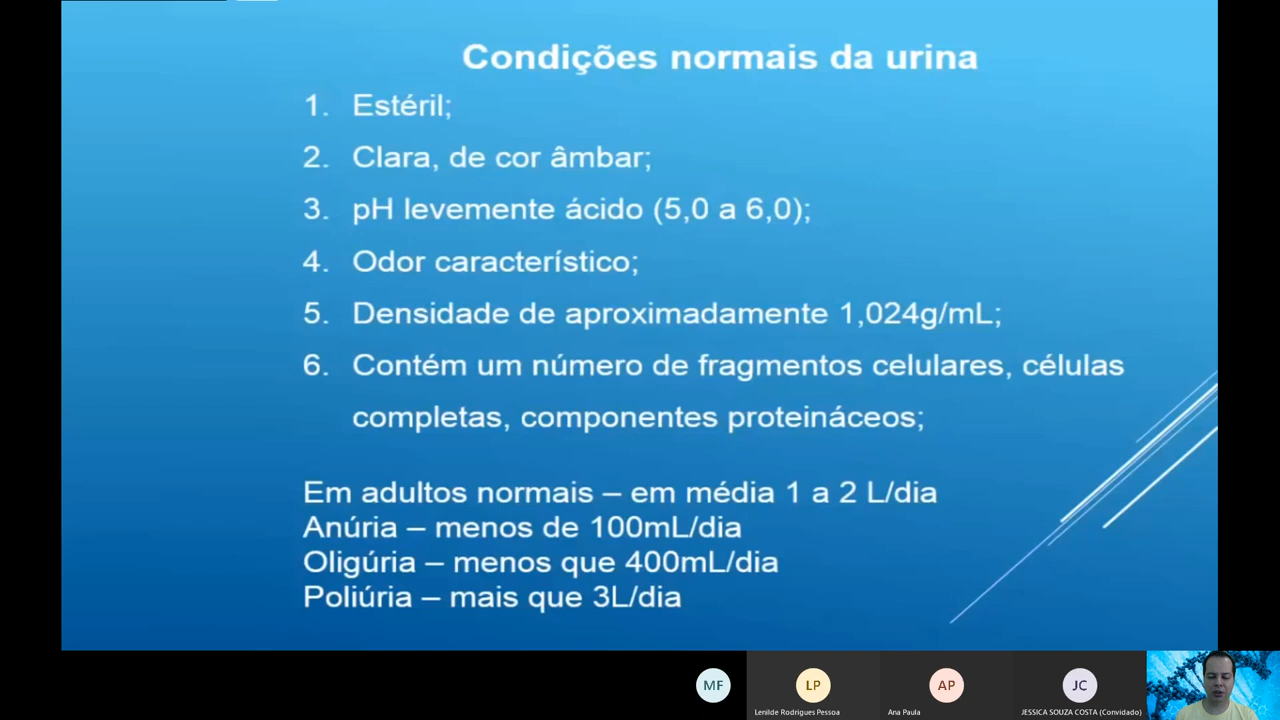 Condições normais da urina
1. Estéril;
2. Clara, de cor âmbar;
3. pH levemente ácido (5,0 a 6,0);
4. Odor característico;
5. Densidade de aproximadamente 1,024g/mL;
6. Contém um número de fragmentos celulares, células
completas, componentes proteináceos;
Em adultos normais – em média 1 a 2 L/dia
Anúria – menos de 100mL/dia
Oligúria – menos que 400mL/dia
Poliúria – mais que 3L/dia
MF
LP
AP
JC
Lenilde Rodrigues Pessoa
Ana Paula
JESSICA SOUZA COSTA (Convidado)